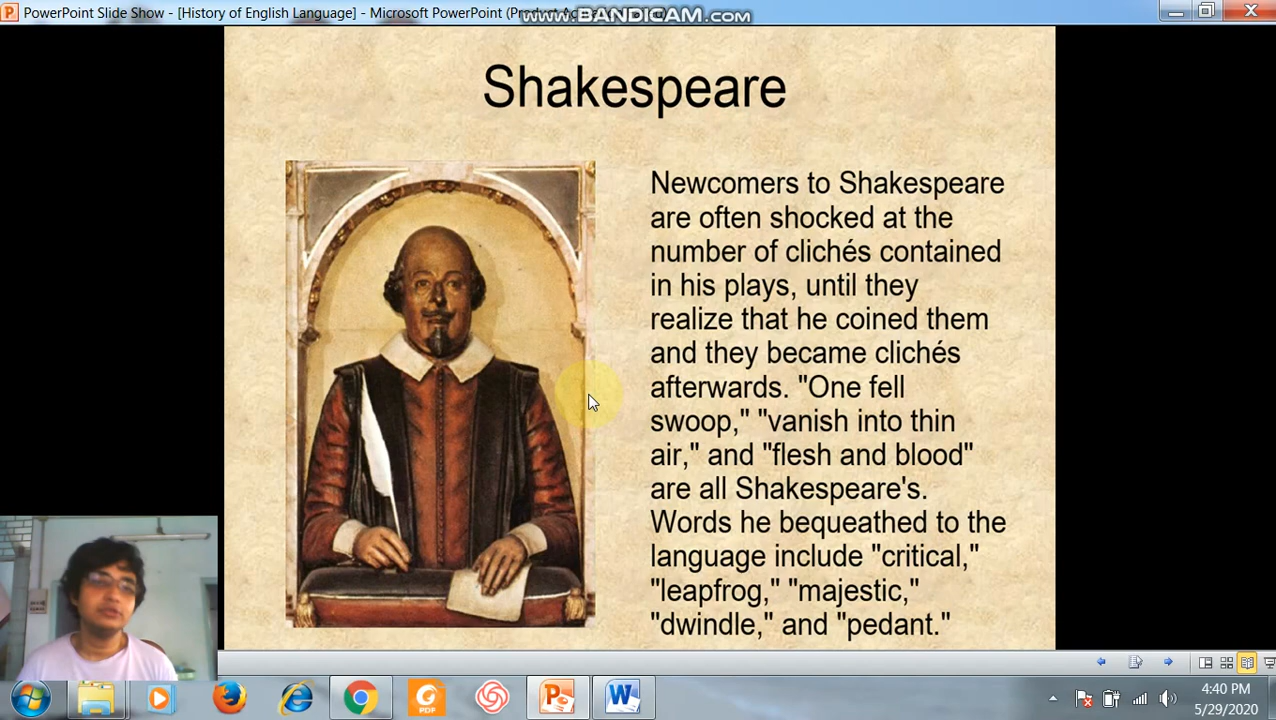 PowerPoint Slide Show - [History of English Language] - Microsoft PowerPoint (Product
www.BANDICAM.com
Shakespeare
Newcomers to Shakespeare
are often shocked at the
number of clichés contained
in his plays, until they
realize that he coined them
and they became clichés
afterwards. "One fell
swoop," "vanish into thin
air," and "flesh and blood"
are all Shakespeare's.
Words he bequeathed to the
language include "critical,"
"leapfrog," "majestic,"
"dwindle," and "pedant."
PDF
4:40 PM
5/29/2020